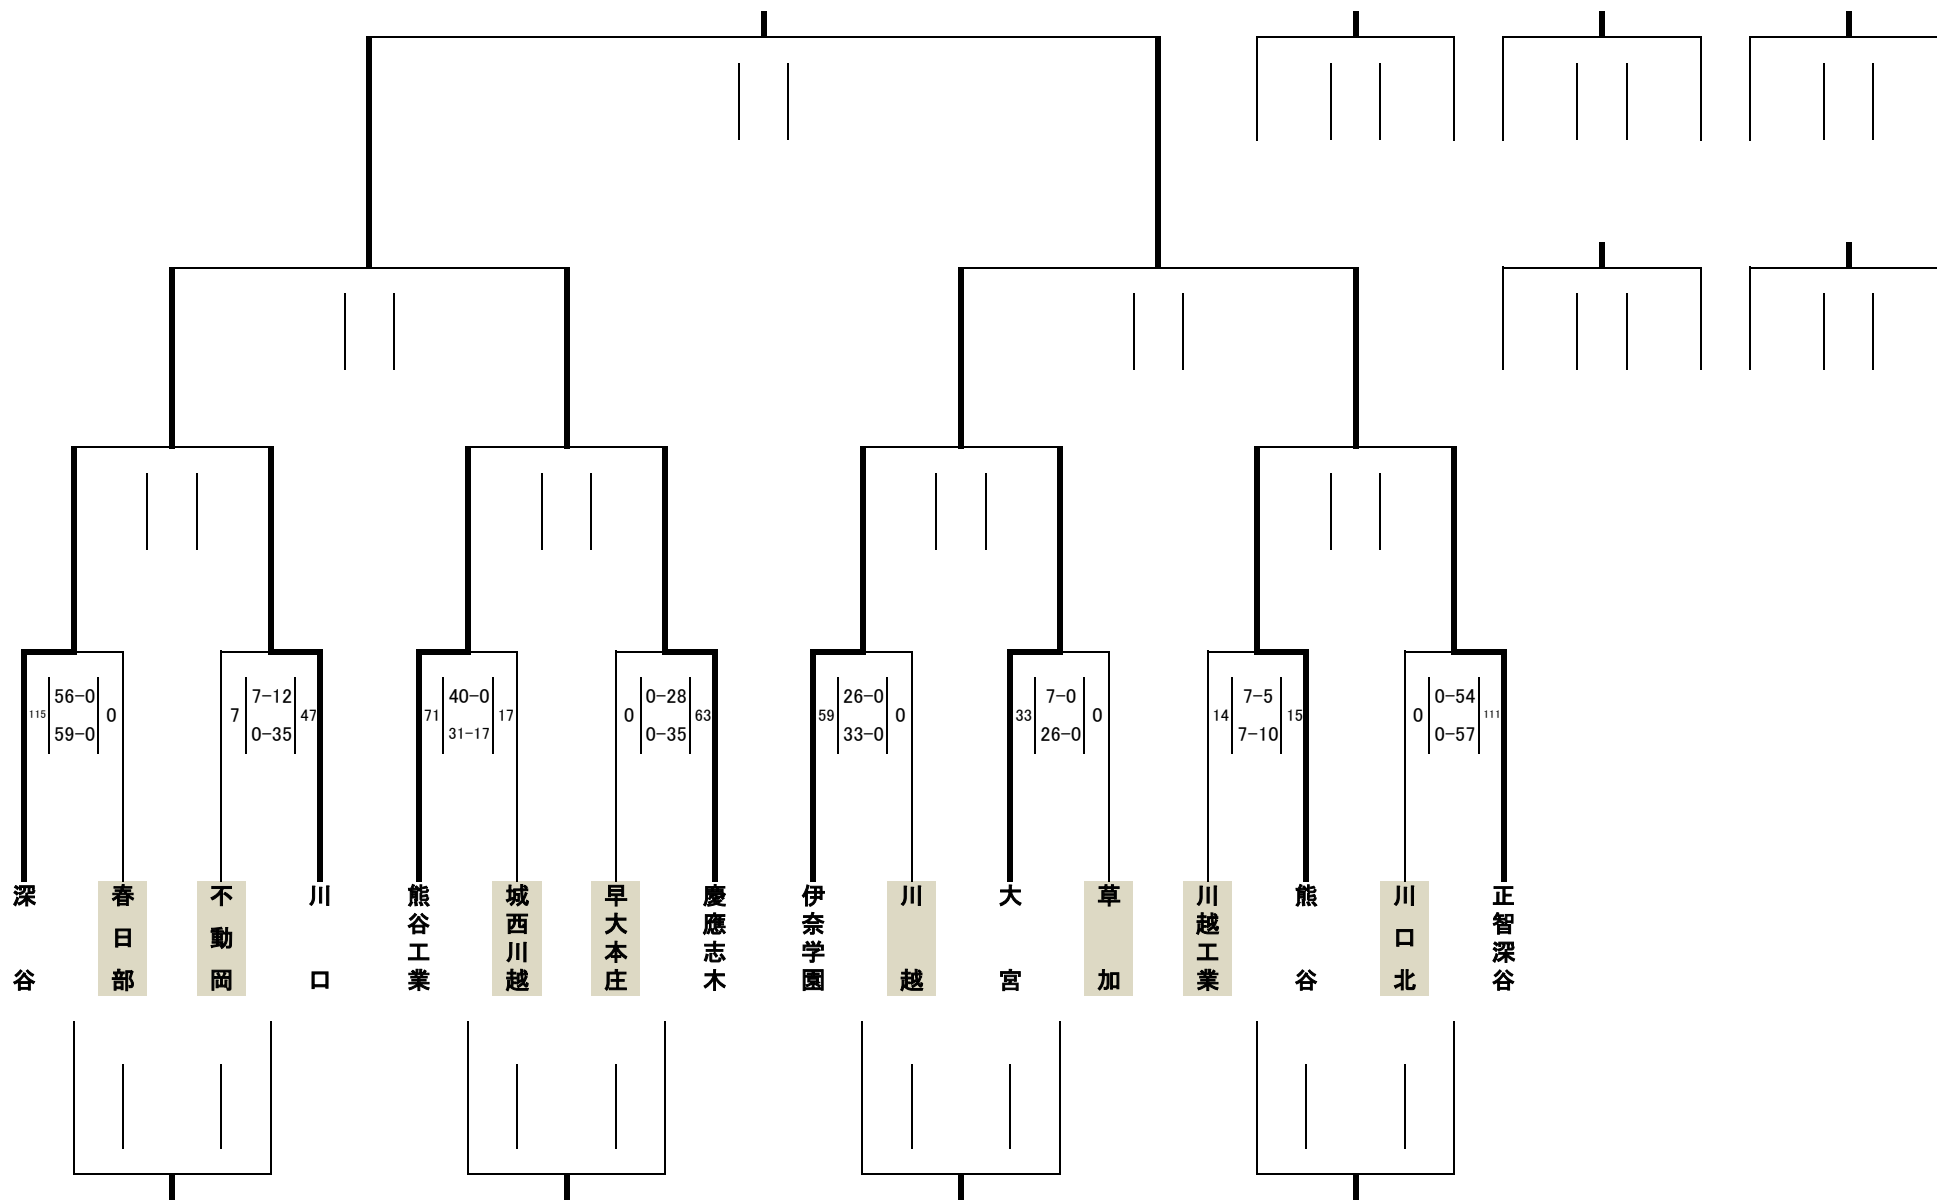 115 56-0 0
59-0
7 7-12 47
0-35
71 40-0 17
31-17
0 0-28 63
0-35
59 26-0 0
33-0
33 7-0 0
26-0
14 7-5 15
7-10
0 0-54 111
0-57
深谷
春日部
不動岡
川口
熊谷工業
城西川越
早大本庄
慶應志木
伊奈学園
川越
大宮
草加
川越工業
熊谷
川口北
正智深谷